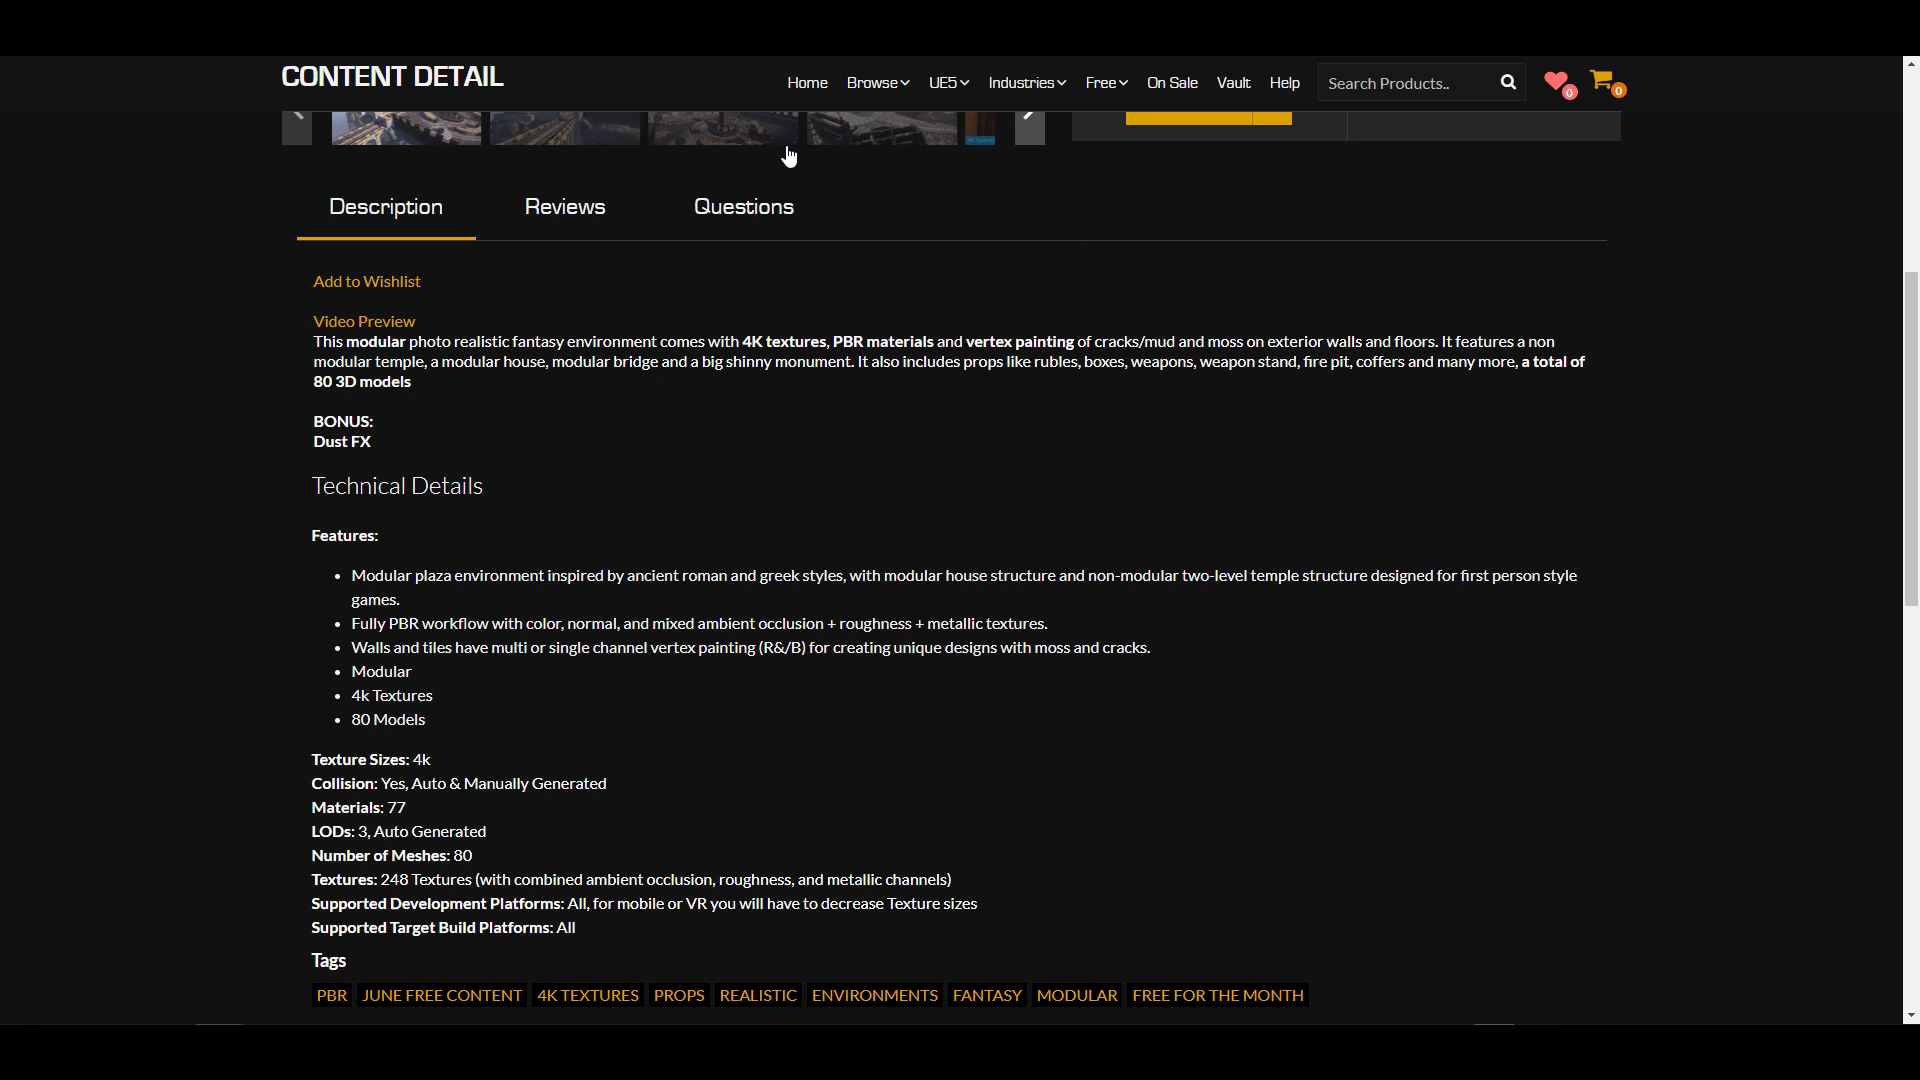 CONTENT DETAIL
Home Browse UE5 Industries Free On Sale Vault Help Search Products.. 0 0
Description Reviews Questions
Add to Wishlist
Video Preview
This modular photo realistic fantasy environment comes with 4K textures, PBR materials and vertex painting of cracks/mud and moss on exterior walls and floors. It features a non
modular temple, a modular house, modular bridge and a big shinny monument. It also includes props like rubles, boxes, weapons, weapon stand, fire pit, coffers and many more, a total of
80 3D models
BONUS:
Dust FX
Technical Details
Features:
• Modular plaza environment inspired by ancient roman and greek styles, with modular house structure and non-modular two-level temple structure designed for first person style
games.
• Fully PBR workflow with color, normal, and mixed ambient occlusion + roughness + metallic textures.
• Walls and tiles have multi or single channel vertex painting (R&/B) for creating unique designs with moss and cracks.
• Modular
• 4k Textures
• 80 Models
Texture Sizes: 4k
Collision: Yes, Auto & Manually Generated
Materials: 77
LODs: 3, Auto Generated
Number of Meshes: 80
Textures: 248 Textures (with combined ambient occlusion, roughness, and metallic channels)
Supported Development Platforms: All, for mobile or VR you will have to decrease Texture sizes
Supported Target Build Platforms: All
Tags
PBR JUNE FREE CONTENT 4K TEXTURES PROPS REALISTIC ENVIRONMENTS FANTASY MODULAR FREE FOR THE MONTH